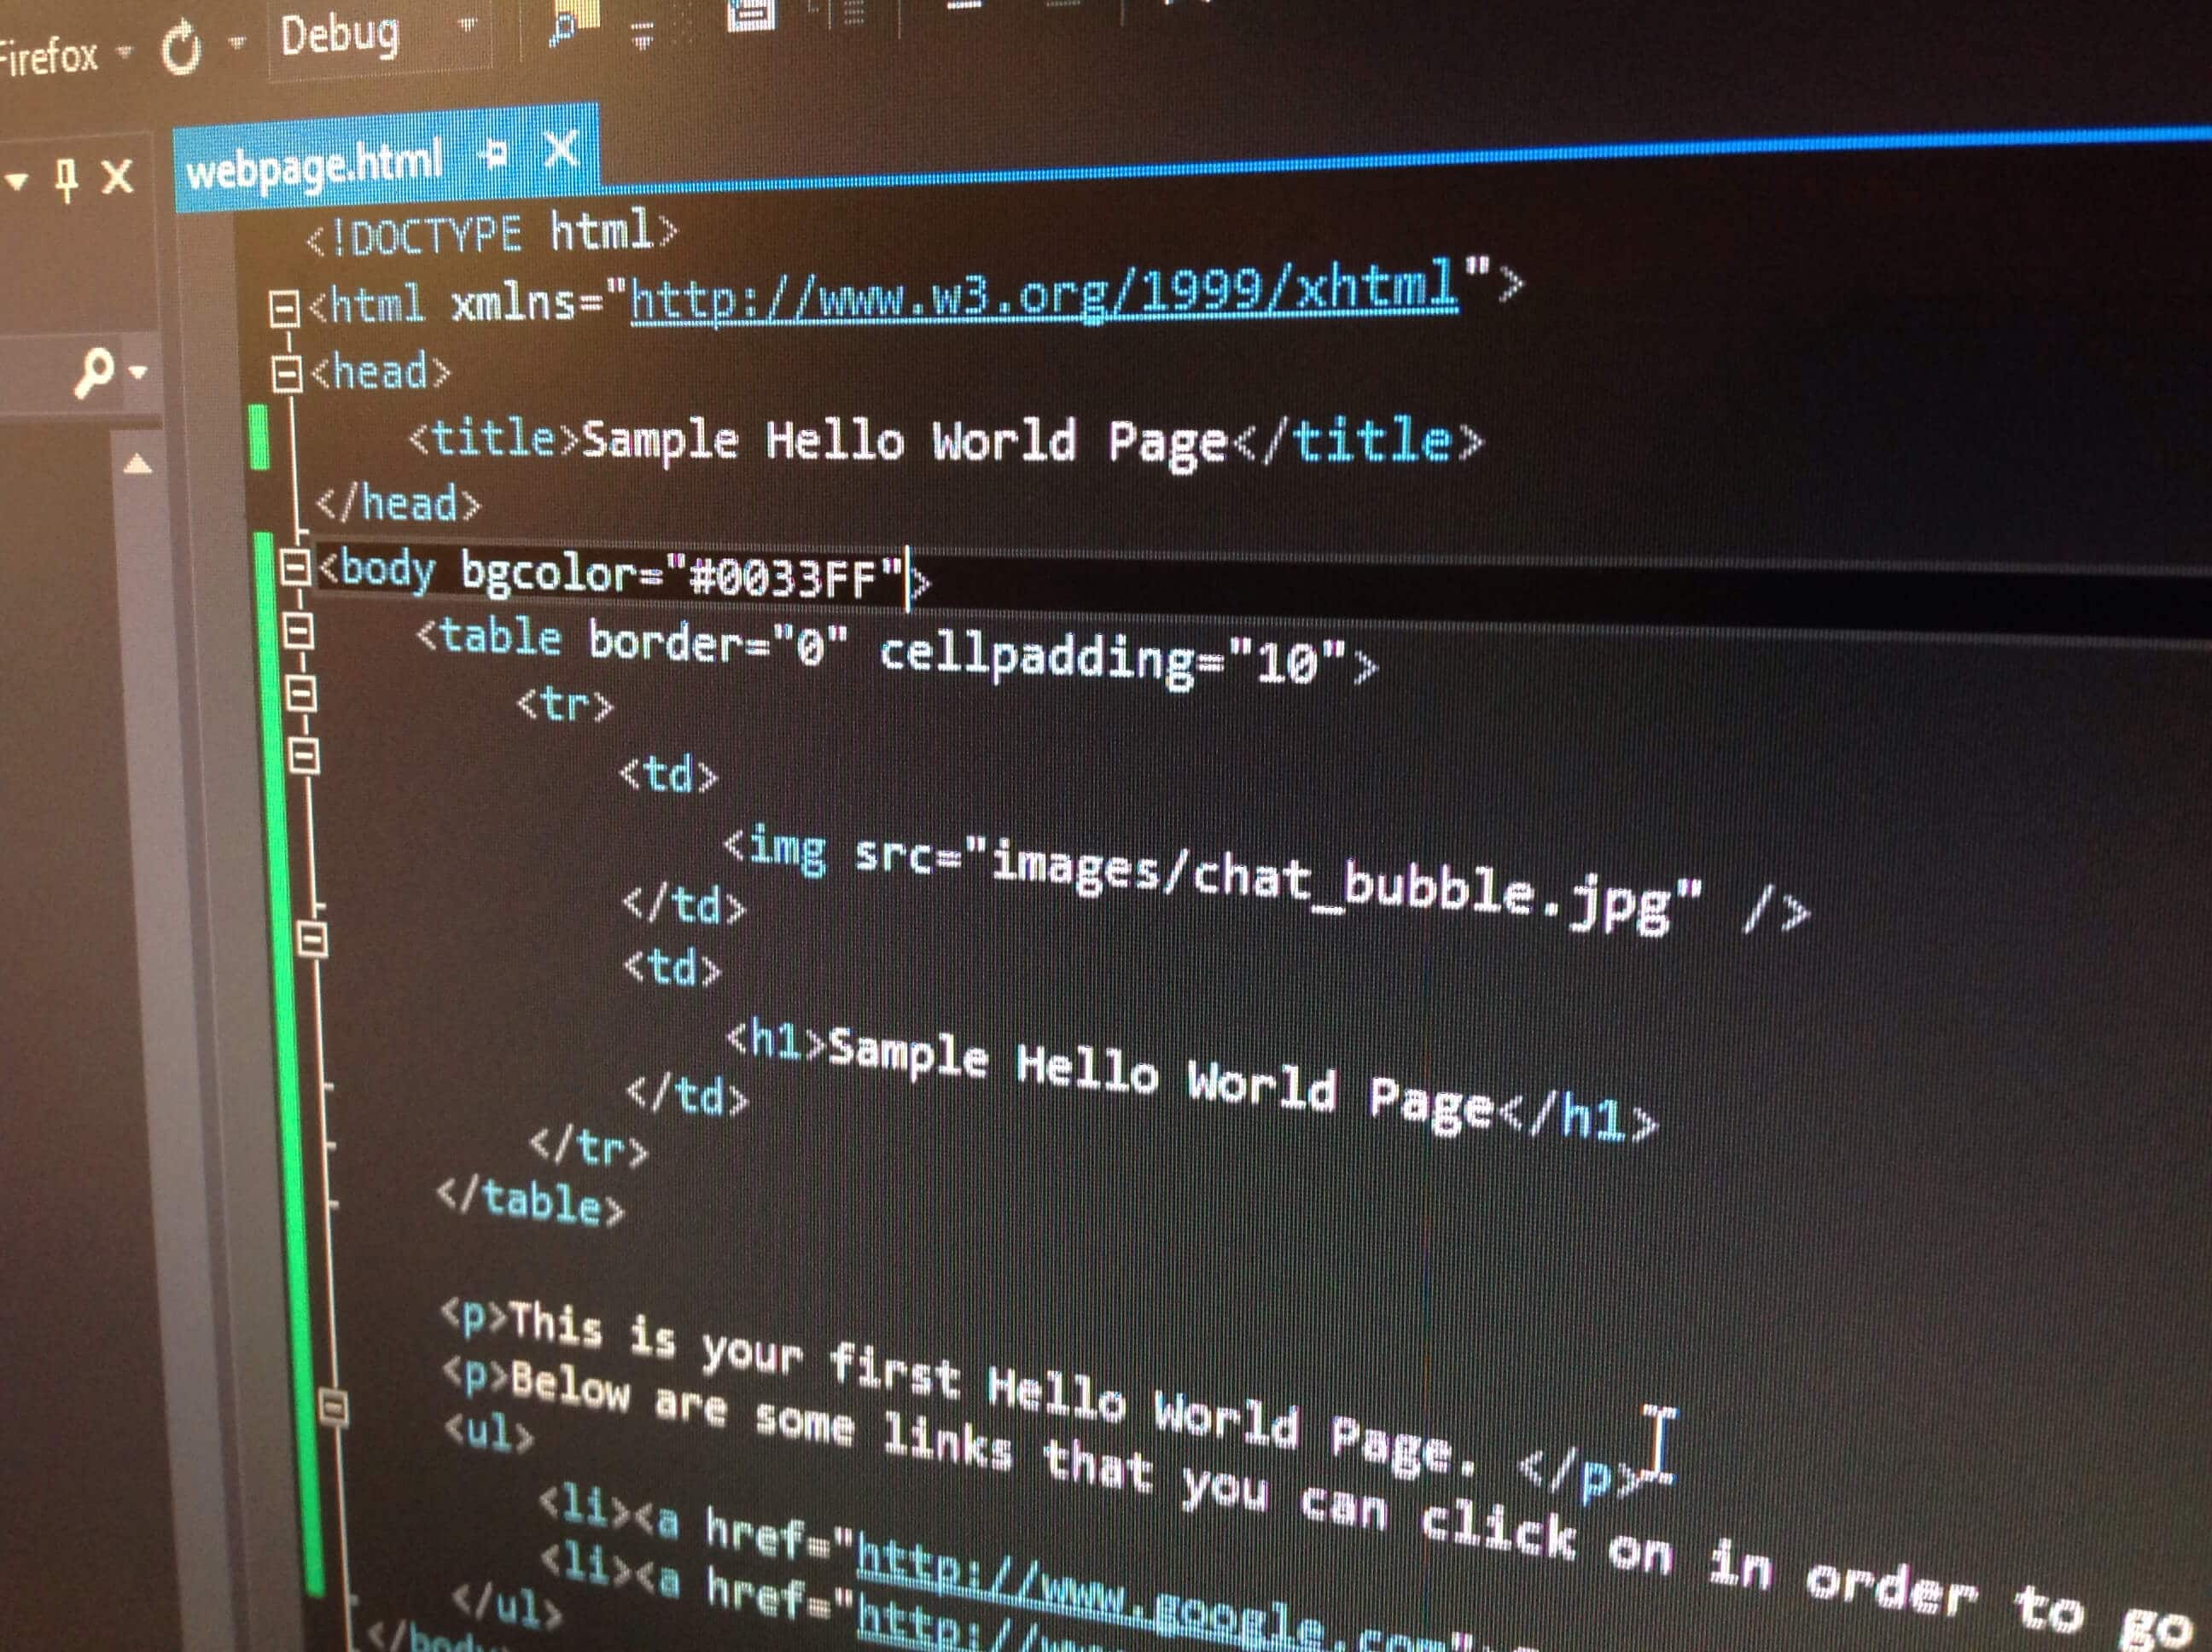 Firefox Debug
webpage.html
<!DOCTYPE html>
<html xmlns="http://www.w3.org/1999/xhtml">
<head>
<title>Sample Hello World Page</title>
</head>
<body bgcolor="#0033FF">
<table border="0" cellpadding="10">
<tr>
<td>
<img src="images/chat_bubble.jpg" />
</td>
<td>
<h1>Sample Hello World Page</h1>
</td>
</tr>
</table>
<p>This is your first Hello World Page. </p>
<p>Below are some links that you can click on in order to go
<ul>
<li><a href="http://www.google.com">
<li><a href="http://
</ul>
</body>